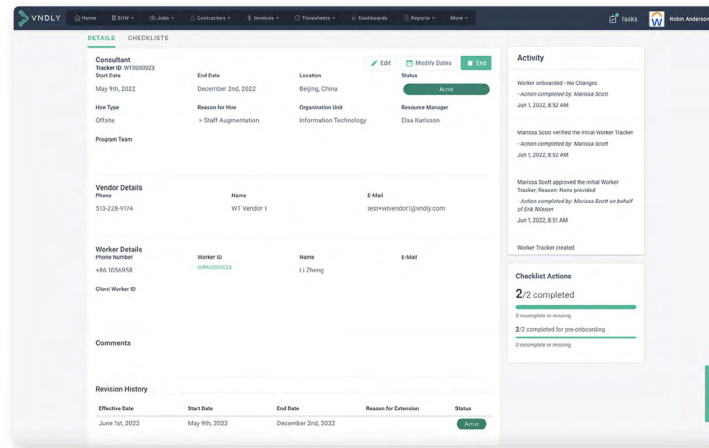 VNDLY Home SOW Jobs Contractors $ Invoices Timesheets Dashboards Reports More Tasks Robin Anderson
DETAILS CHECKLISTS
Consultant
Tracker ID: WT0000023
Edit Modify Dates End
Start Date End Date Location Status
May 9th, 2022 December 2nd, 2022 Beijing, China Active
Hire Type Reason for Hire Organization Unit Resource Manager
Offsite > Staff Augmentation Information Technology Elsa Karlsson
Program Team
Vendor Details
Phone Name E-Mail
513-228-9174 WT Vendor 1 test+wtvendor1@vndly.com
Worker Details
Phone Number Worker ID Name E-Mail
+86 1056958 WRK0000023 Li Zheng
Client Worker ID
Comments
Revision History
Effective Date Start Date End Date Reason for Extension Status
June 1st, 2022 May 9th, 2022 December 2nd, 2022 Active
Activity
Worker onboarded - No Changes
- Action completed by: Marissa Scott
Jun 1, 2022, 8:52 AM
Marissa Scott verified the initial Worker Tracker
- Action completed by: Marissa Scott
Jun 1, 2022, 8:52 AM
Marissa Scott approved the initial Worker
Tracker, Reason: None provided
- Action completed by: Marissa Scott on behalf
of Erik Nilsson
Jun 1, 2022, 8:51 AM
Worker Tracker created
Checklist Actions
2/2 completed
0 incomplete or missing
2/2 completed for pre-onboarding
0 incomplete or missing